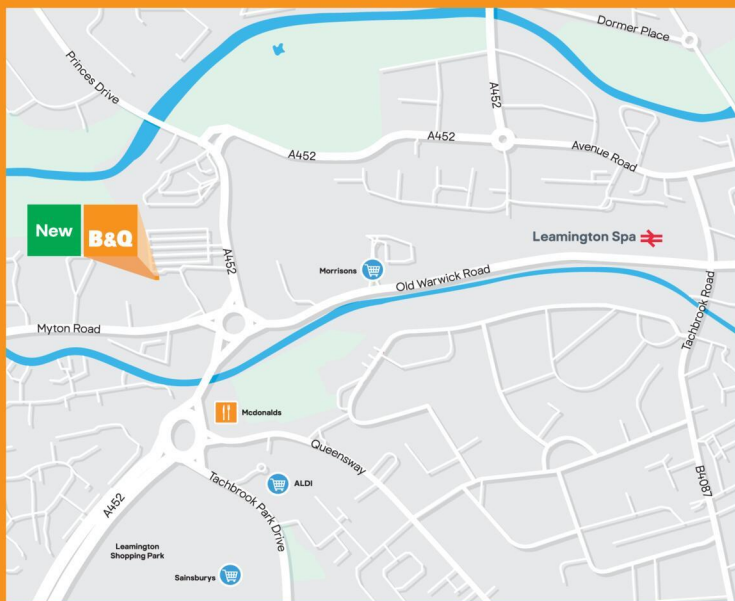 Dormer Place
Princes Drive
A452
A452
A452
Avenue Road
New
B&Q
A452
Leamington Spa
Morrisons
Old Warwick Road
Myton Road
Tachbrook Road
Mcdonalds
Queensway
ALDI
Tachbrook Park Drive
B4087
A452
Leamington
Shopping Park
Sainsburys